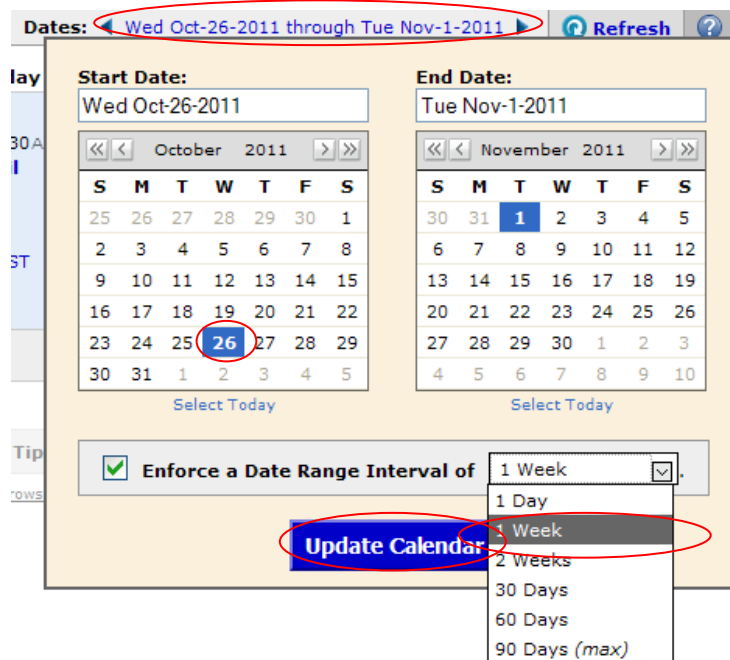 Dates: Wed Oct-26-2011 through Tue Nov-1-2011 Refresh ?
lay
30A
l
ST
Tip
rows
Start Date:
Wed Oct-26-2011
October 2011
S M T W T F S
25 26 27 28 29 30 1
2 3 4 5 6 7 8
9 10 11 12 13 14 15
16 17 18 19 20 21 22
23 24 25 26 27 28 29
30 31 1 2 3 4 5
Select Today
End Date:
Tue Nov-1-2011
November 2011
S M T W T F S
30 31 1 2 3 4 5
6 7 8 9 10 11 12
13 14 15 16 17 18 19
20 21 22 23 24 25 26
27 28 29 30 1 2 3
4 5 6 7 8 9 10
Select Today
Enforce a Date Range Interval of 1 Week .
1 Day
1 Week
2 Weeks
30 Days
60 Days
90 Days (max)
Update Calendar